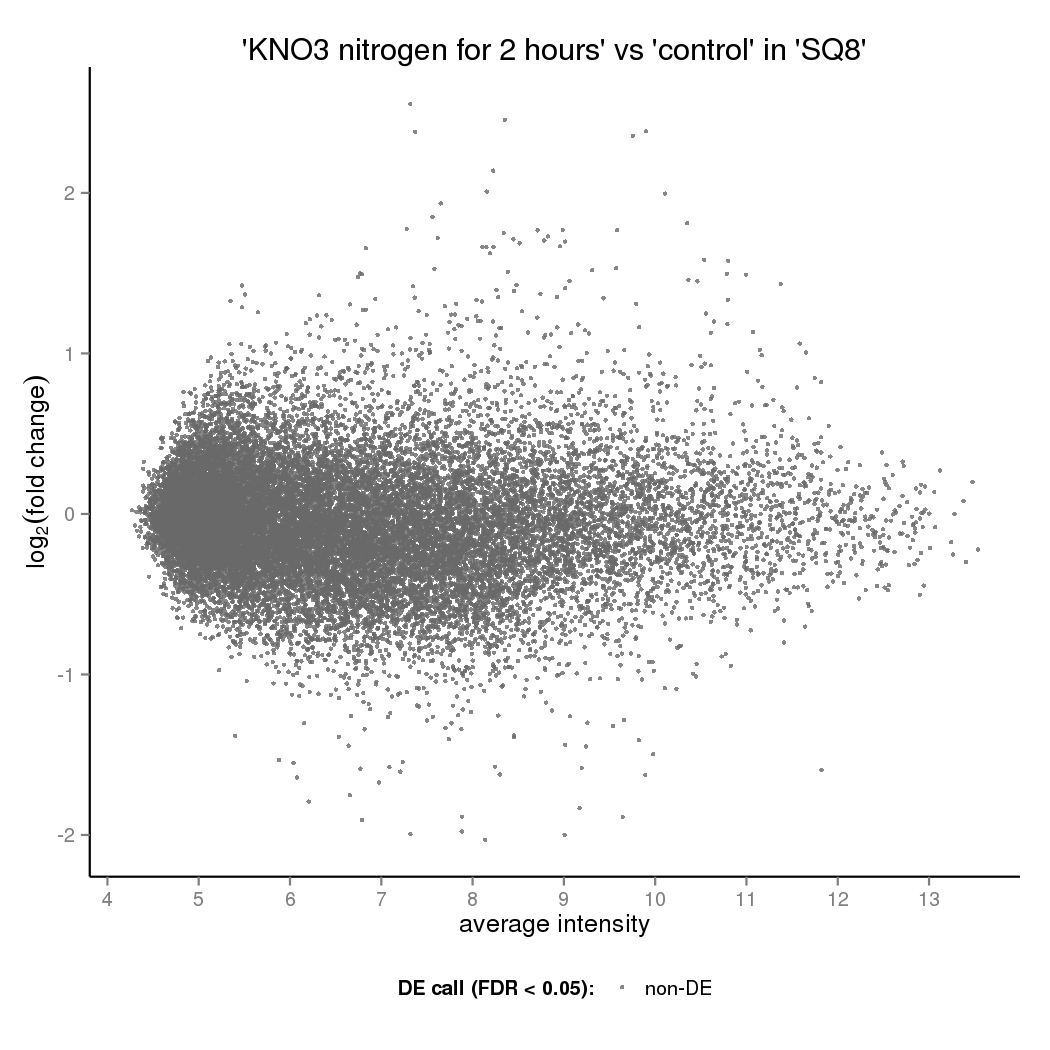 'KNO3 nitrogen for 2 hours' vs 'control' in 'SQ8'
log₂(fold change)
2
1
0
-1
-2
4 5 6 7 8 9 10 11 12 13
average intensity
DE call (FDR < 0.05): non-DE